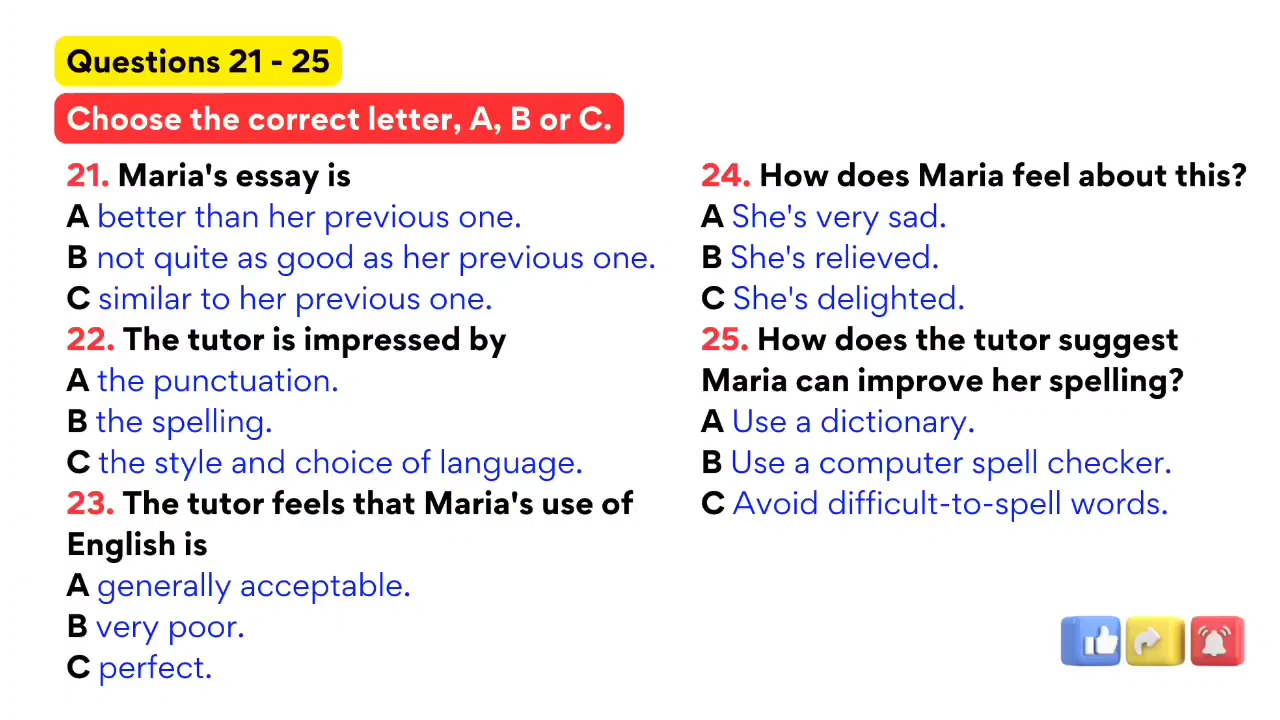 Questions 21 - 25
Choose the correct letter, A, B or C.
21. Maria's essay is
A better than her previous one.
B not quite as good as her previous one.
C similar to her previous one.
22. The tutor is impressed by
A the punctuation.
B the spelling.
C the style and choice of language.
23. The tutor feels that Maria's use of
English is
A generally acceptable.
B very poor.
C perfect.
24. How does Maria feel about this?
A She's very sad.
B She's relieved.
C She's delighted.
25. How does the tutor suggest
Maria can improve her spelling?
A Use a dictionary.
B Use a computer spell checker.
C Avoid difficult-to-spell words.